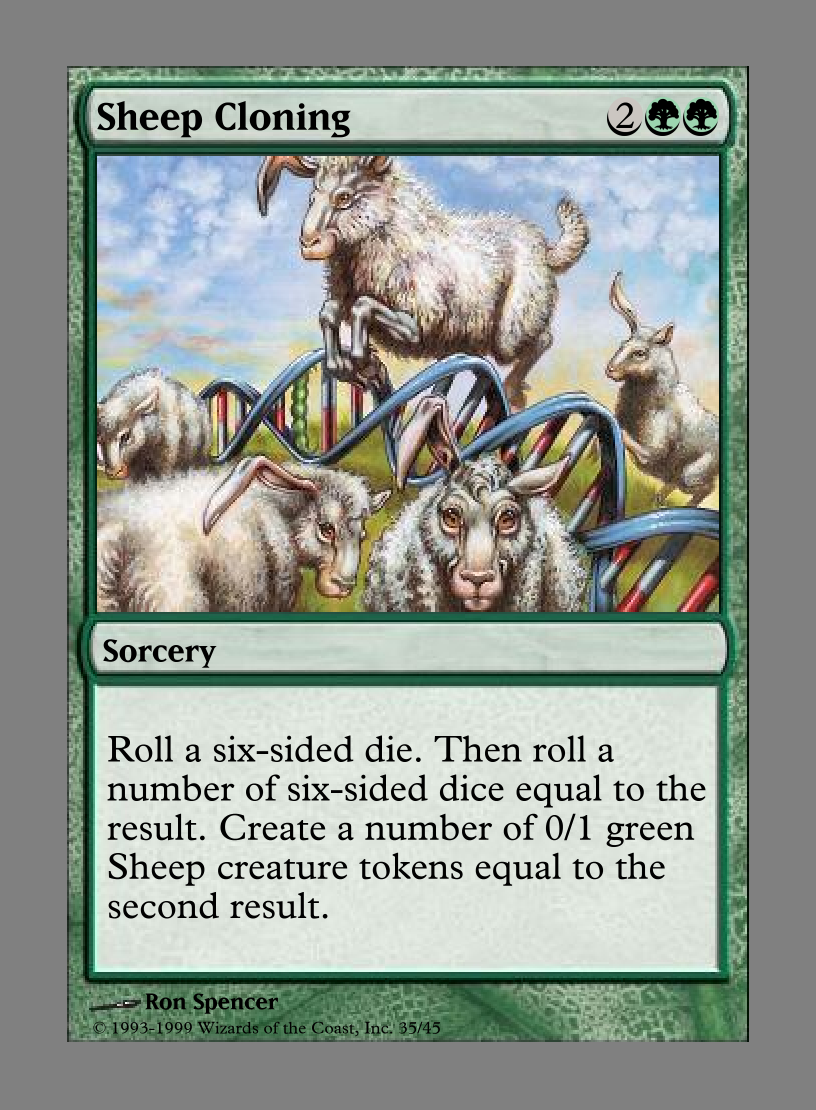 Sheep Cloning 2
Sorcery
Roll a six-sided die. Then roll a
number of six-sided dice equal to the
result. Create a number of 0/1 green
Sheep creature tokens equal to the
second result.
Ron Spencer
© 1993-1999 Wizards of the Coast, Inc. 35/45